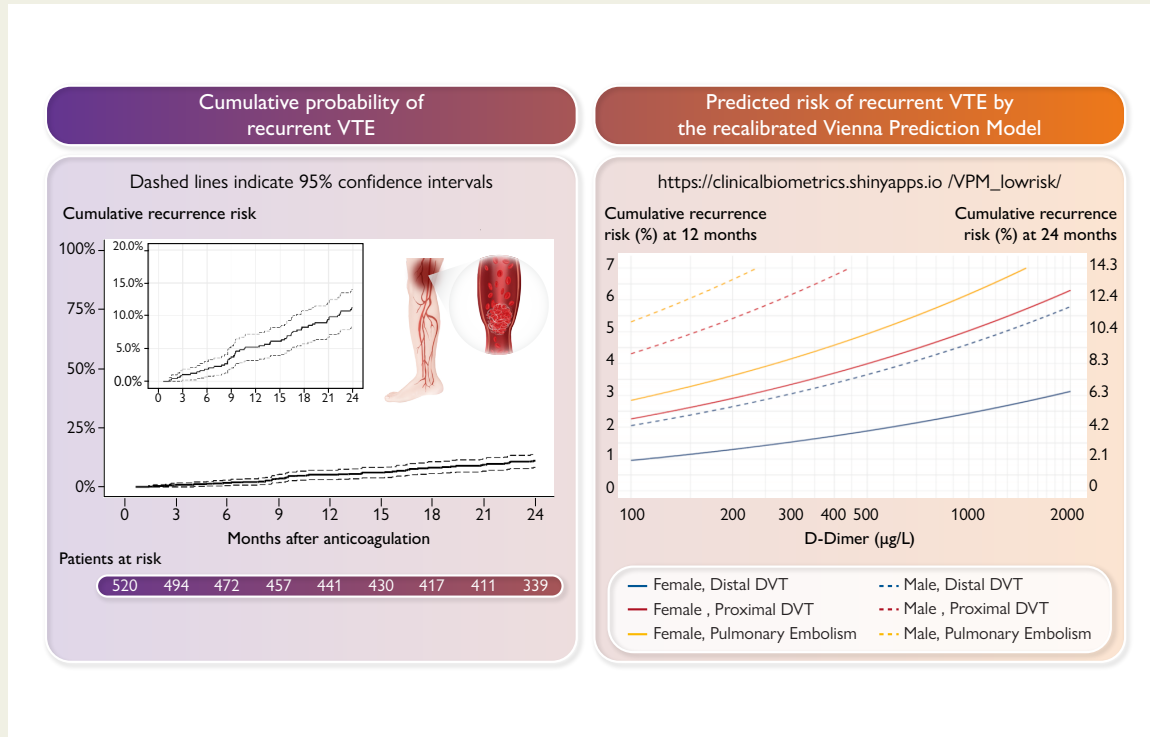 Cumulative probability of
recurrent VTE
Dashed lines indicate 95% confidence intervals
Cumulative recurrence risk
100%
75%
50%
25%
0%
20.0%
15.0%
10.0%
5.0%
0.0%
0 3 6 9 12 15 18 21 24
0 3 6 9 12 15 18 21 24
Months after anticoagulation
Patients at risk
520 494 472 457 441 430 417 411 339
Predicted risk of recurrent VTE by
the recalibrated Vienna Prediction Model
https://clinicalbiometrics.shinyapps.io /VPM_lowrisk/
Cumulative recurrence
risk (%) at 12 months
Cumulative recurrence
risk (%) at 24 months
7
6
5
4
3
2
1
0
14.3
12.4
10.4
8.3
6.3
4.2
2.1
0
100 200 300 400 500 1000 2000
D-Dimer (µg/L)
Female, Distal DVT
Female , Proximal DVT
Female, Pulmonary Embolism
Male, Distal DVT
Male , Proximal DVT
Male, Pulmonary Embolism